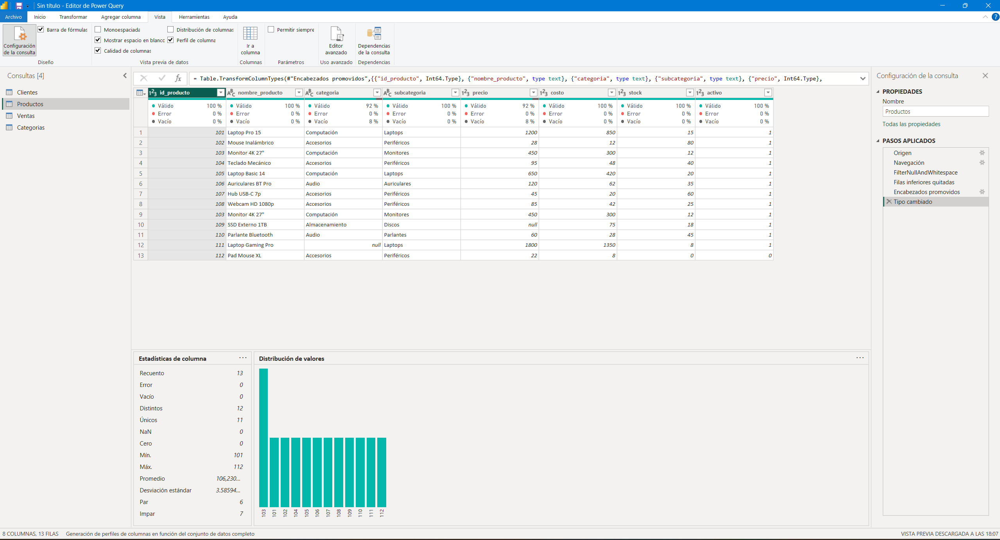 Sin título - Editor de Power Query
Archivo Inicio Transformar Agregar columna Vista Herramientas Ayuda
?
Configuración de la consulta
Barra de fórmulas
Diseño
Monoespaciada
Mostrar espacio en blanco
Calidad de columnas
Distribución de columnas
Perfil de columna
Vista previa de datos
Ir a columna
Columnas
Permitir siempre
Parámetros
Editor avanzado
Uso avanzado
Dependencias de la consulta
Dependencias
Consultas [4]
Clientes
Productos
Ventas
Categorias
fx
= Table.TransformColumnTypes(#"Encabezados promovidos",{{"id_producto", Int64.Type}, {"nombre_producto", type text}, {"categoria", type text}, {"subcategoria", type text}, {"precio", Int64.Type},
123 id_producto ABC nombre_producto ABC categoria ABC subcategoria 123 precio 123 costo 123 stock 123 activo
Válido 100 % Válido 100 % Válido 92 % Válido 100 % Válido 92 % Válido 100 % Válido 100 % Válido 100 %
Error 0 % Error 0 % Error 0 % Error 0 % Error 0 % Error 0 % Error 0 % Error 0 %
Vacío 0 % Vacío 0 % Vacío 8 % Vacío 0 % Vacío 8 % Vacío 0 % Vacío 0 % Vacío 0 %
1 101 Laptop Pro 15 Computación Laptops 1200 850 15 1
2 102 Mouse Inalámbrico Accesorios Periféricos 28 12 80 1
3 103 Monitor 4K 27" Computación Monitores 450 300 12 1
4 104 Teclado Mecánico Accesorios Periféricos 95 48 40 1
5 105 Laptop Basic 14 Computación Laptops 650 420 20 1
6 106 Auriculares BT Pro Audio Auriculares 120 62 35 1
7 107 Hub USB-C 7p Accesorios Periféricos 45 20 60 1
8 108 Webcam HD 1080p Accesorios Periféricos 85 42 25 1
9 103 Monitor 4K 27" Computación Monitores 450 300 12 1
10 109 SSD Externo 1TB Almacenamiento Discos null 75 18 1
11 110 Parlante Bluetooth Audio Parlantes 60 28 45 1
12 111 Laptop Gaming Pro null Laptops 1800 1350 8 1
13 112 Pad Mouse XL Accesorios Periféricos 22 8 0 0
Estadísticas de columna ...
Recuento 13
Error 0
Vacío 0
Distintos 12
Únicos 11
NaN 0
Cero 0
Mín. 101
Máx. 112
Promedio 106,230...
Desviación estándar 3.58594...
Par 6
Impar 7
Distribución de valores ...
103 101 102 104 105 106 107 108 109 110 111 112
Configuración de la consulta
PROPIEDADES
Nombre
Productos
Todas las propiedades
PASOS APLICADOS
Origen
Navegación
FilterNullAndWhitespace
Filas inferiores quitadas
Encabezados promovidos
Tipo cambiado
8 COLUMNAS, 13 FILAS Generación de perfiles de columnas en función del conjunto de datos completo
VISTA PREVIA DESCARGADA A LAS 18:07